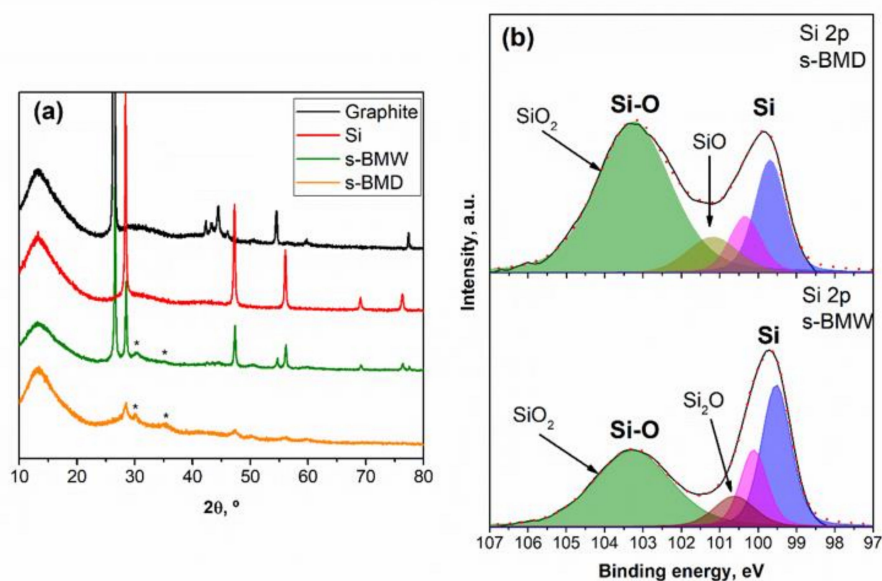 (a)
Graphite
Si
s-BMW
s-BMD
* *
* *
10 20 30 40 50 60 70 80
2θ, º
(b)
Si 2p
s-BMD
Si-O
Si
SiO₂
SiO
Intensity, a.u.
Si 2p
s-BMW
Si
Si₂O
SiO₂
Si-O
107 106 105 104 103 102 101 100 99 98 97
Binding energy, eV